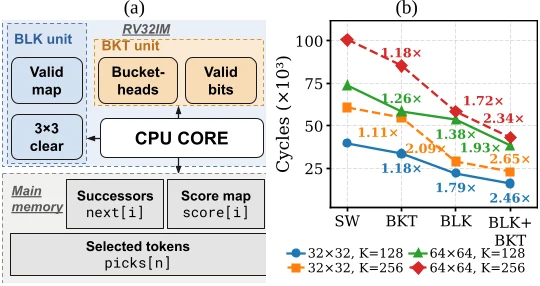 (a)
RV32IM
BLK unit
BKT unit
Valid
map
Bucket-
heads
Valid
bits
3×3
clear
CPU CORE
Main
memory
Successors
next[i]
Score map
score[i]
Selected tokens
picks[n]
(b)
Cycles (×10³)
100
75
50
25
1.18×
1.72×
1.26×
2.34×
1.11×
2.09×
1.38×
1.93×
1.18×
2.65×
1.79×
2.46×
SW
BKT
BLK
BLK+
BKT
32×32, K=128
64×64, K=128
32×32, K=256
64×64, K=256